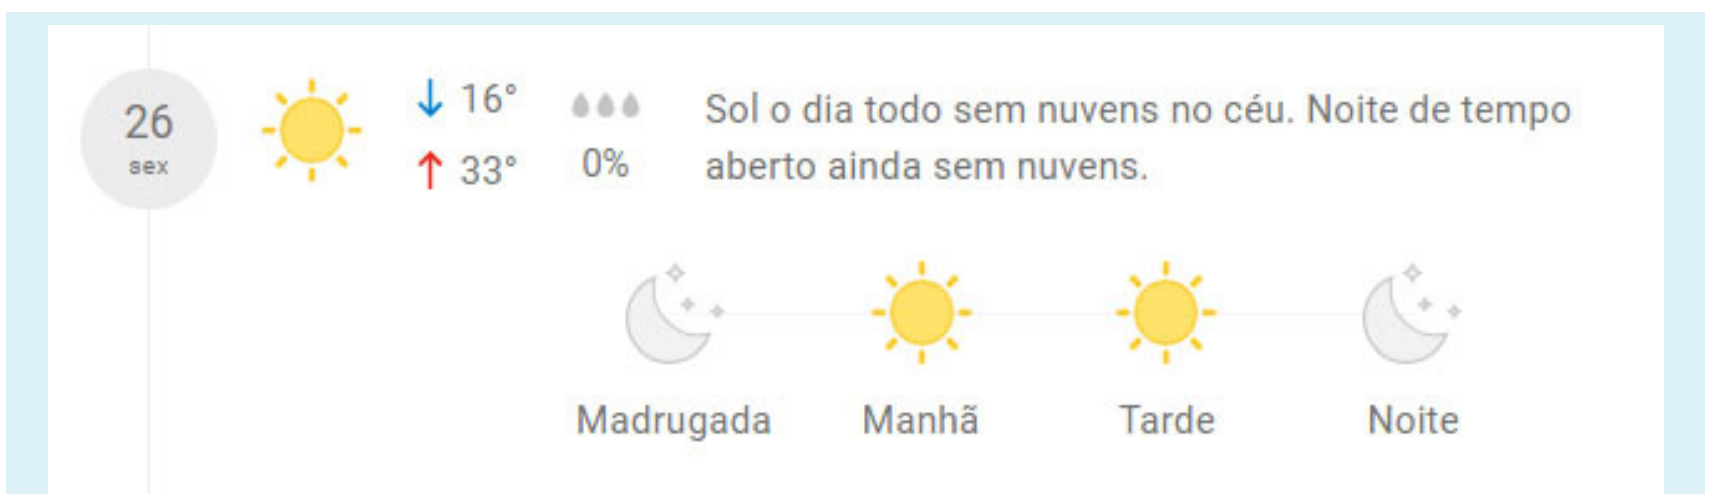 26
sex
16°
33°
0%
Sol o dia todo sem nuvens no céu. Noite de tempo
aberto ainda sem nuvens.
Madrugada
Manhã
Tarde
Noite